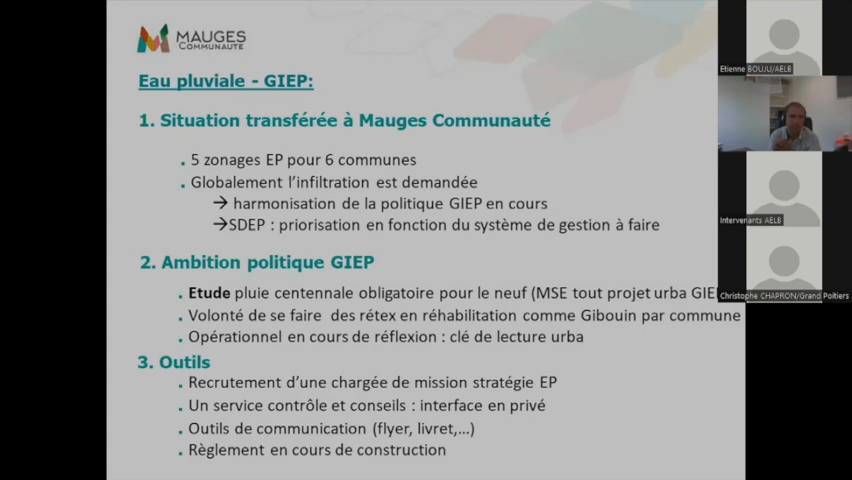 MAUGES
COMMUNAUTÉ
Eau pluviale - GIEP:
1. Situation transférée à Mauges Communauté
. 5 zonages EP pour 6 communes
. Globalement l'infiltration est demandée
→ harmonisation de la politique GIEP en cours
→SDEP : priorisation en fonction du système de gestion à faire
2. Ambition politique GIEP
. Etude pluie centennale obligatoire pour le neuf (MSE tout projet urba GIE
. Volonté de se faire des rétex en réhabilitation comme Gibouin par commune
. Opérationnel en cours de réflexion : clé de lecture urba
3. Outils
. Recrutement d'une chargée de mission stratégie EP
. Un service contrôle et conseils : interface en privé
. Outils de communication (flyer, livret,...)
. Règlement en cours de construction
Etienne BOUJU/AELB
Intervenants AELB
Christophe CHAPRON/Grand Poitiers